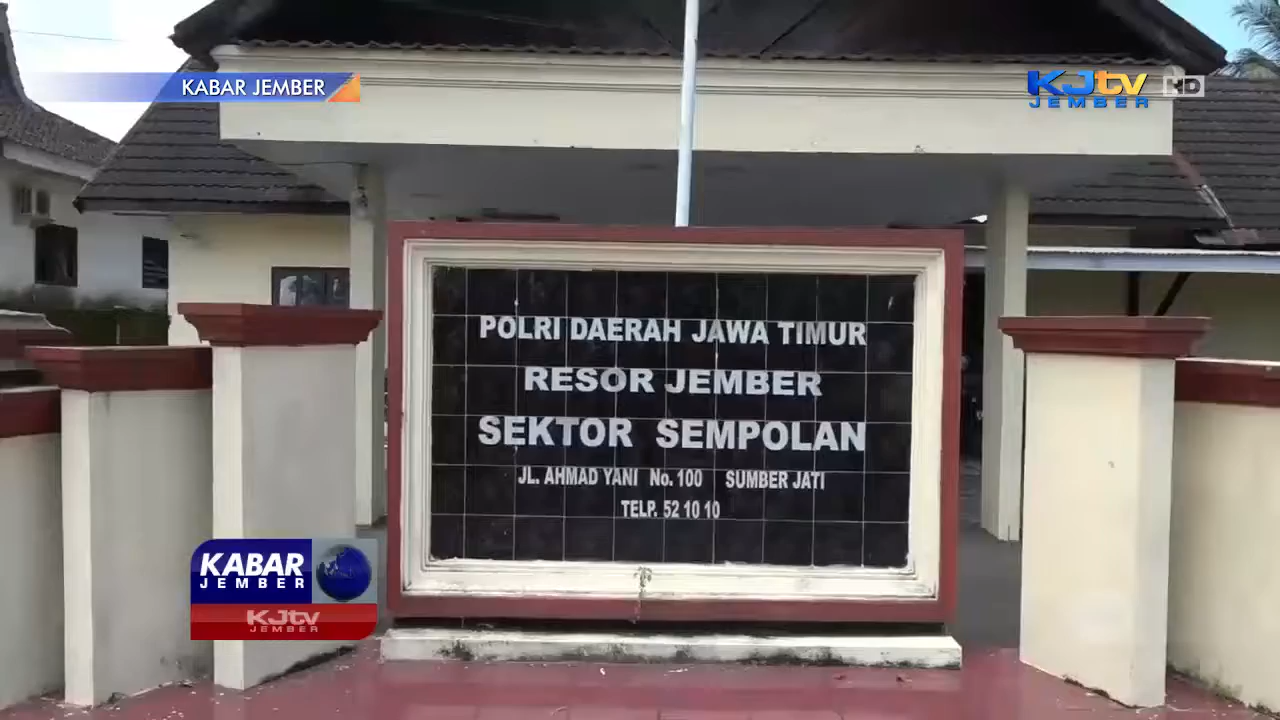 KABAR JEMBER
KJtv HD
JEMBER
POLRI DAERAH JAWA TIMUR
RESOR JEMBER
SEKTOR SEMPOLAN
JL. AHMAD YANI No. 100 SUMBER JATI
TELP. 52 10 10
KABAR
JEMBER
KJtv
JEMBER